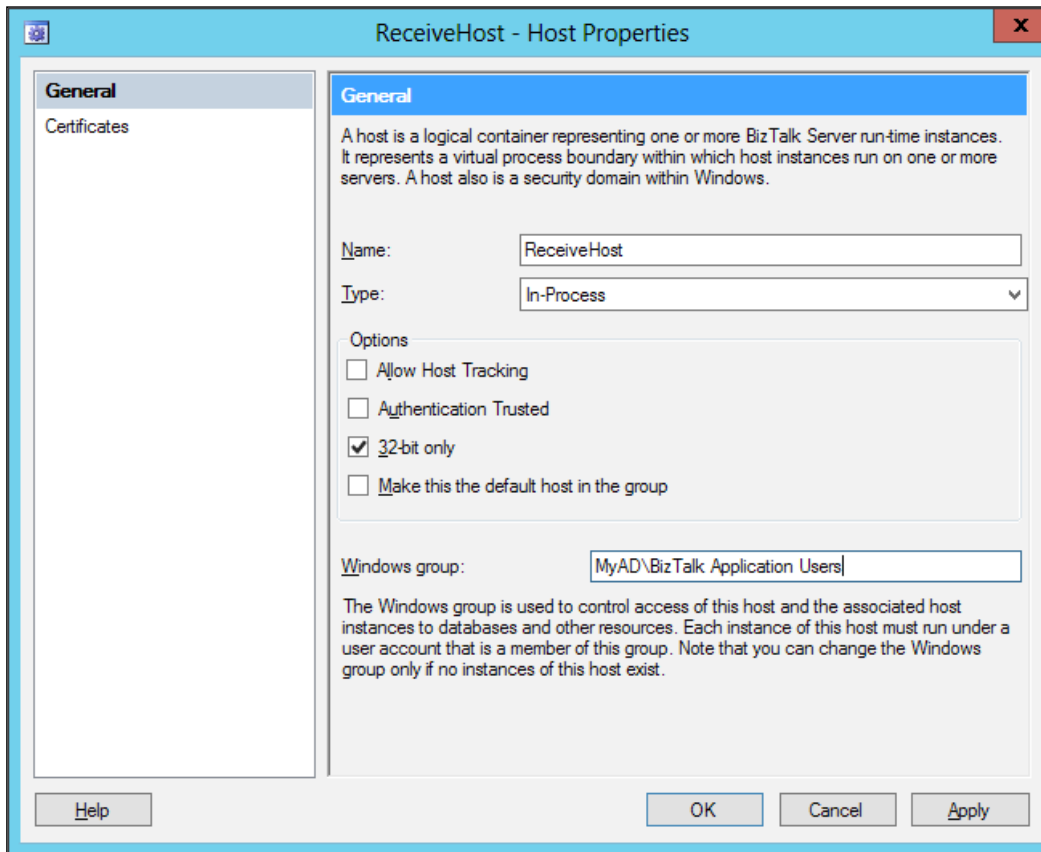 ReceiveHost - Host Properties
x
General
Certificates
General
A host is a logical container representing one or more BizTalk Server run-time instances.
It represents a virtual process boundary within which host instances run on one or more
servers. A host also is a security domain within Windows.
Name:
ReceiveHost
Type:
In-Process
Options
Allow Host Tracking
Authentication Trusted
32-bit only
Make this the default host in the group
Windows group:
MyAD\BizTalk Application Users
The Windows group is used to control access of this host and the associated host
instances to databases and other resources. Each instance of this host must run under a
user account that is a member of this group. Note that you can change the Windows
group only if no instances of this host exist.
Help
OK
Cancel
Apply